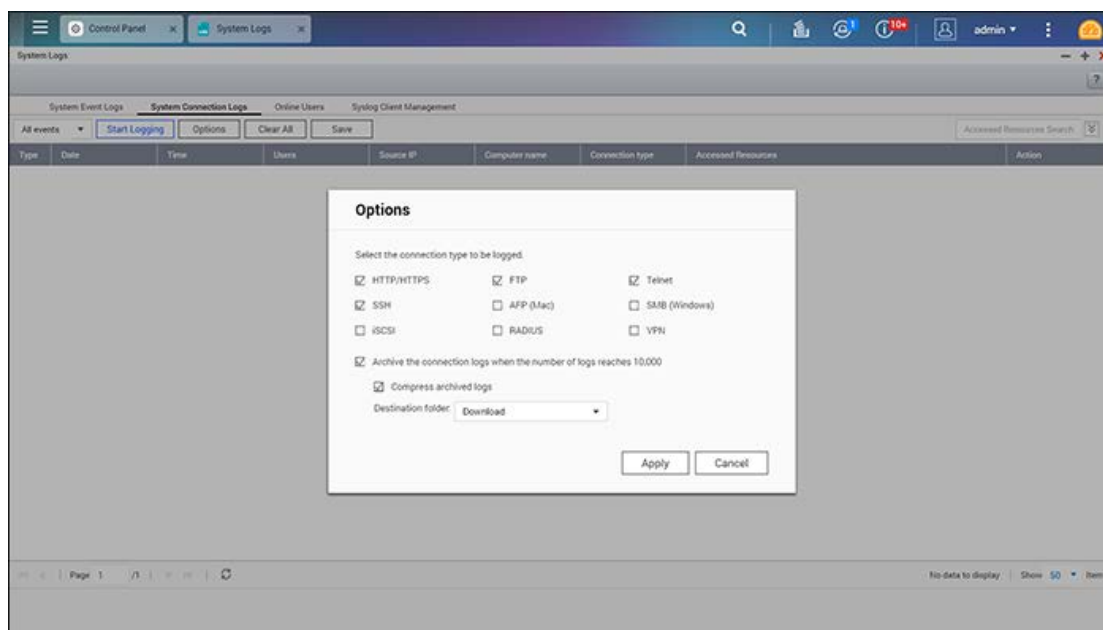 Control Panel × System Logs × 1 10+ admin
System Logs
System Event Logs System Connection Logs Online Users Syslog Client Management
All events Start Logging Options Clear All Save Accessed Resources Search
Type Date Time Users Source IP Computer name Connection type Accessed Resources Action
Options
Select the connection type to be logged.
HTTP/HTTPS FTP Telnet
SSH AFP (Mac) SMB (Windows)
iSCSI RADIUS VPN
Archive the connection logs when the number of logs reaches 10,000
Compress archived logs
Destination folder: Download
Apply Cancel
Page 1 /1 No data to display Show 50 Item